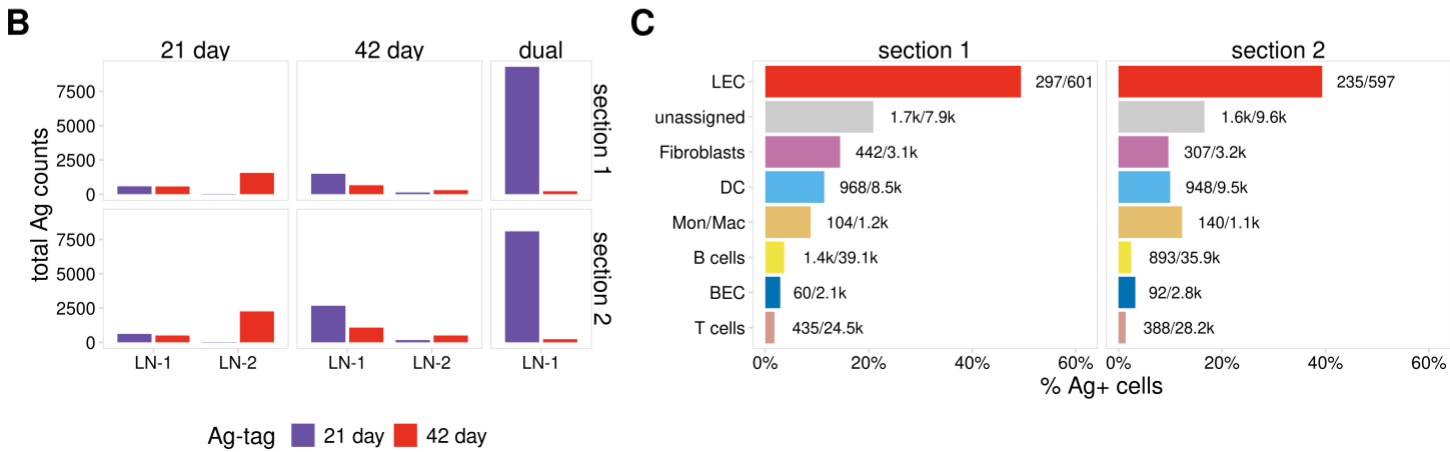 B
21 day
42 day
dual
total Ag counts
7500
5000
2500
0
section 1
7500
5000
2500
0
section 2
LN-1
LN-2
LN-1
LN-2
LN-1
Ag-tag
21 day
42 day
C
section 1
section 2
LEC
297/601
235/597
unassigned
1.7k/7.9k
1.6k/9.6k
Fibroblasts
442/3.1k
307/3.2k
DC
968/8.5k
948/9.5k
Mon/Mac
104/1.2k
140/1.1k
B cells
1.4k/39.1k
893/35.9k
BEC
60/2.1k
92/2.8k
T cells
435/24.5k
388/28.2k
0%
20%
40%
60%
0%
20%
40%
60%
% Ag+ cells